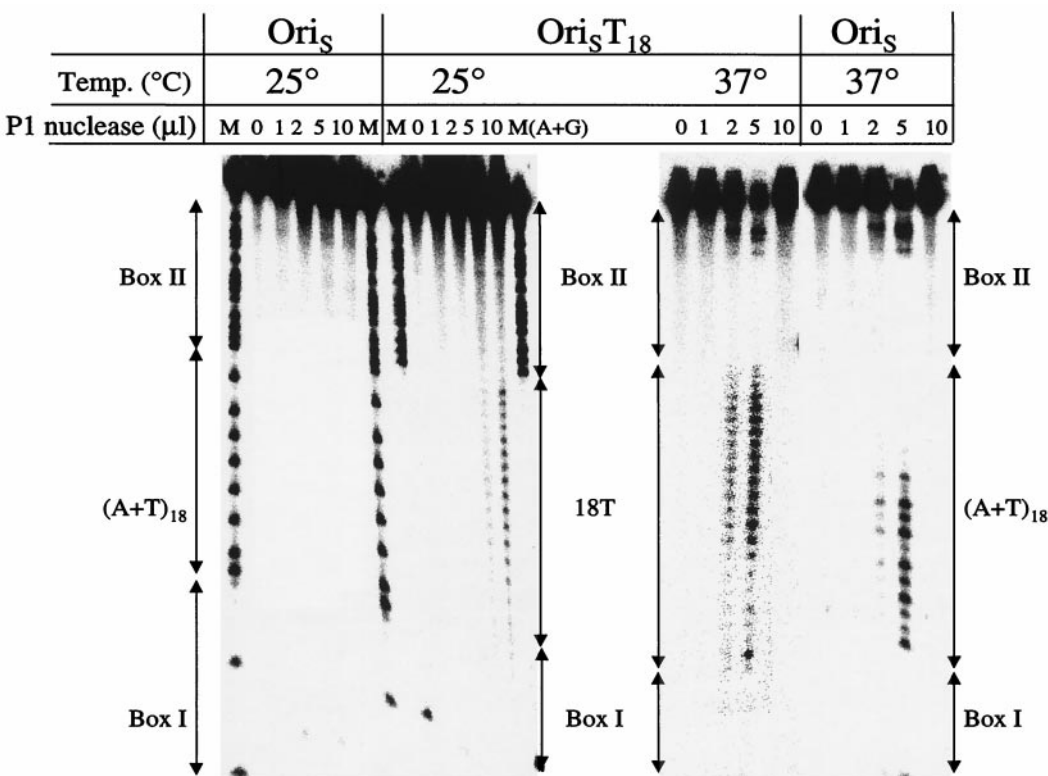 Ori_S Ori_ST_18 Ori_S
Temp. (°C) 25° 25° 37° 37°
P1 nuclease (µl) M 0 1 2 5 10 M M 0 1 2 5 10 M(A+G) 0 1 2 5 10 0 1 2 5 10
Box II Box II Box II
(A+T)_18 18T (A+T)_18
Box I Box I Box I